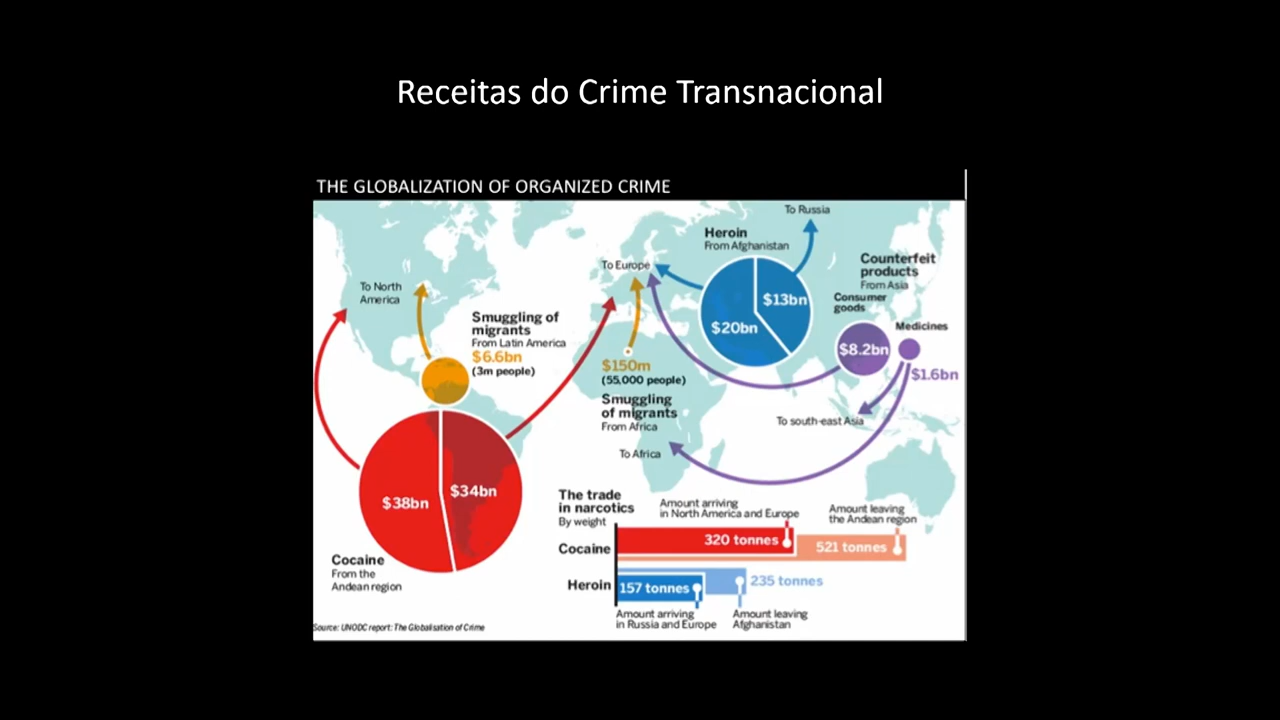 Receitas do Crime Transnacional
THE GLOBALIZATION OF ORGANIZED CRIME
To Russia
Heroin
From Afghanistan
$13bn
$20bn
To Europe
Counterfeit
products
From Asia
Consumer
goods
Medicines
$8.2bn
$1.6bn
To North
America
Smuggling of
migrants
From Latin America
$6.6bn
(3m people)
$150m
(55,000 people)
Smuggling
of migrants
From Africa
To south-east Asia
To Africa
$38bn
$34bn
Cocaine
From the
Andean region
The trade
in narcotics
By weight
Amount arriving
in North America and Europe
Amount leaving
the Andean region
Cocaine
320 tonnes
521 tonnes
Heroin
157 tonnes
235 tonnes
Amount arriving
in Russia and Europe
Amount leaving
Afghanistan
Source: UNODC report: The Globalisation of Crime